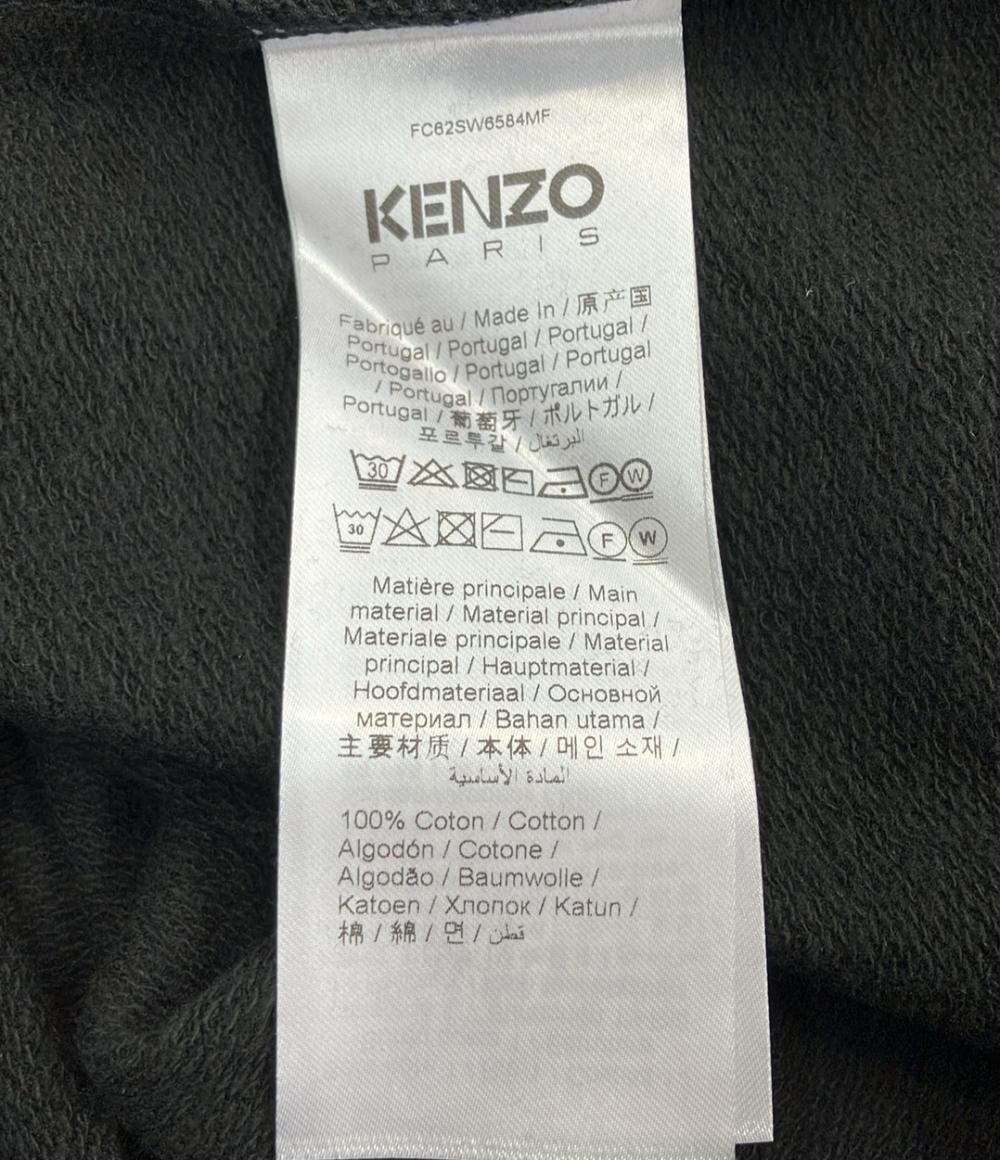 FC62SW6584MF
KENZO
PARIS
Fabriqué au / Made In / 原产国
Portugal / Portugal / Portugal /
Portogallo / Portugal / Portugal
/ Portugal / Португалии /
Portugal / 葡萄牙 / ポルトガル /
포르투갈 / البرتغال
30 F W
30 F W
Matière principale / Main
material / Material principal /
Materiale principale / Material
principal / Hauptmaterial /
Hoofdmateriaal / Основной
материал / Bahan utama /
主要材质 / 本体 / 메인 소재 /
المادة الأساسية
100% Coton / Cotton /
Algodón / Cotone /
Algodão / Baumwolle /
Katoen / Хлопок / Katun /
棉 / 綿 / 면 / قطن